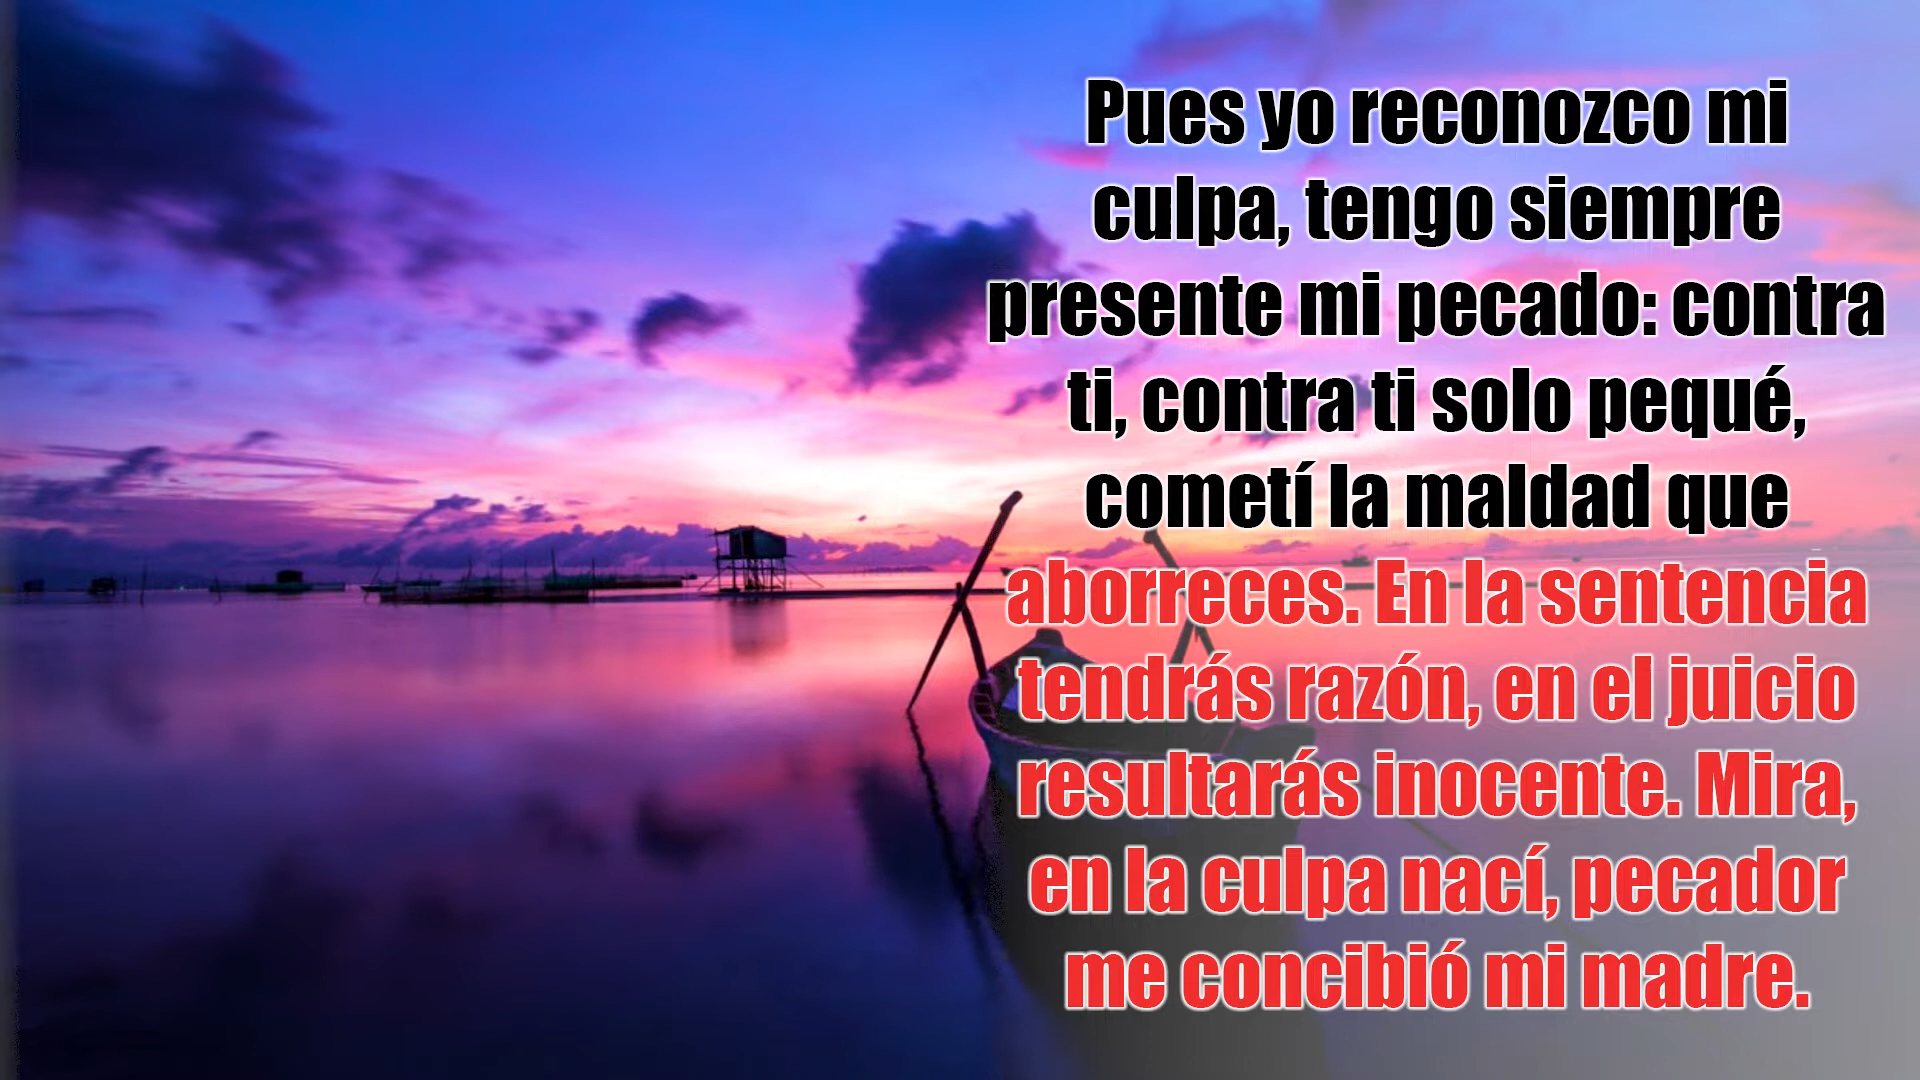 Pues yo reconozco mi
culpa, tengo siempre
presente mi pecado: contra
ti, contra ti solo pequé,
cometí la maldad que
aborreces. En la sentencia
tendrás razón, en el juicio
resultarás inocente. Mira,
en la culpa nací, pecador
me concibió mi madre.